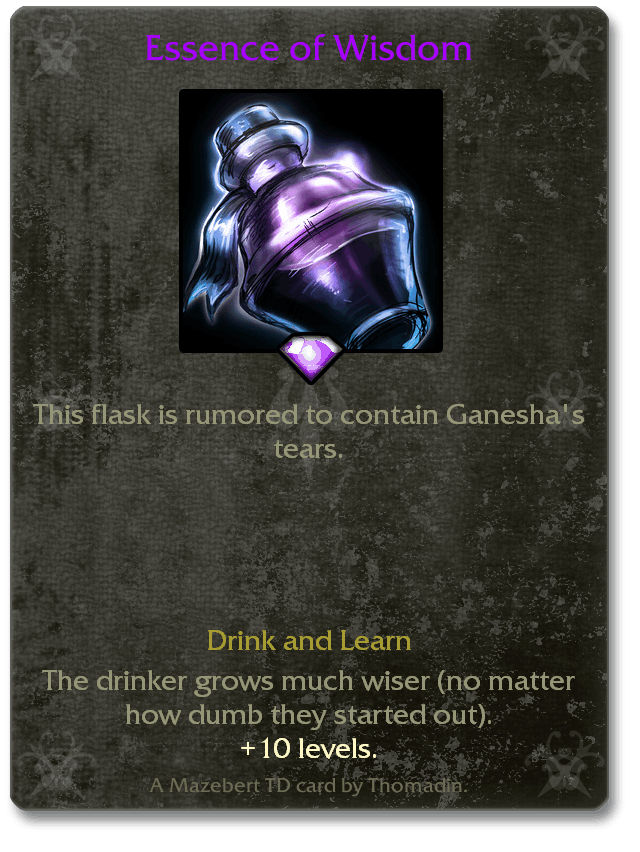 Essence of Wisdom
This flask is rumored to contain Ganesha's
tears.
Drink and Learn
The drinker grows much wiser (no matter
how dumb they started out).
+10 levels.
A Mazebert TD card by Thomadin.